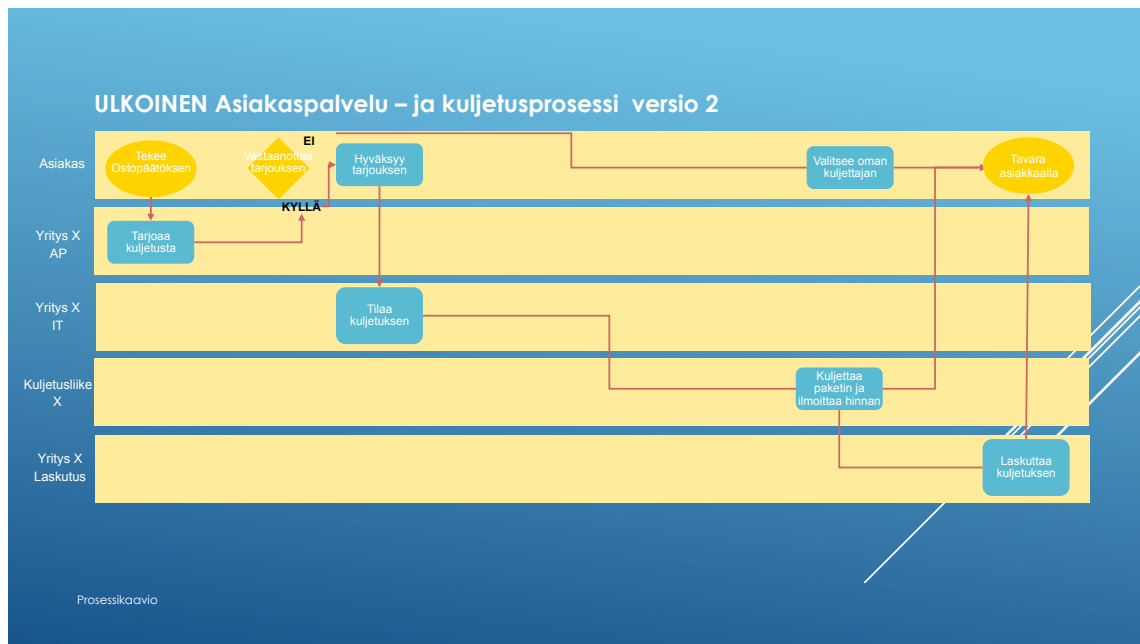 ULKOINEN Asiakaspalvelu – ja kuljetusprosessi versio 2
Asiakas
Tekee
Ostopäätöksen
Vastaanottaa
tarjouksen
EI
KYLLÄ
Hyväksyy
tarjouksen
Valitsee oman
kuljettajan
Tavara
asiakkaalla
Yritys X
AP
Tarjoaa
kuljetusta
Yritys X
IT
Tilaa
kuljetuksen
Kuljetusliike
X
Kuljettaa
paketin ja
ilmoittaa hinnan
Yritys X
Laskutus
Laskuttaa
kuljetuksen
Prosessikaavio